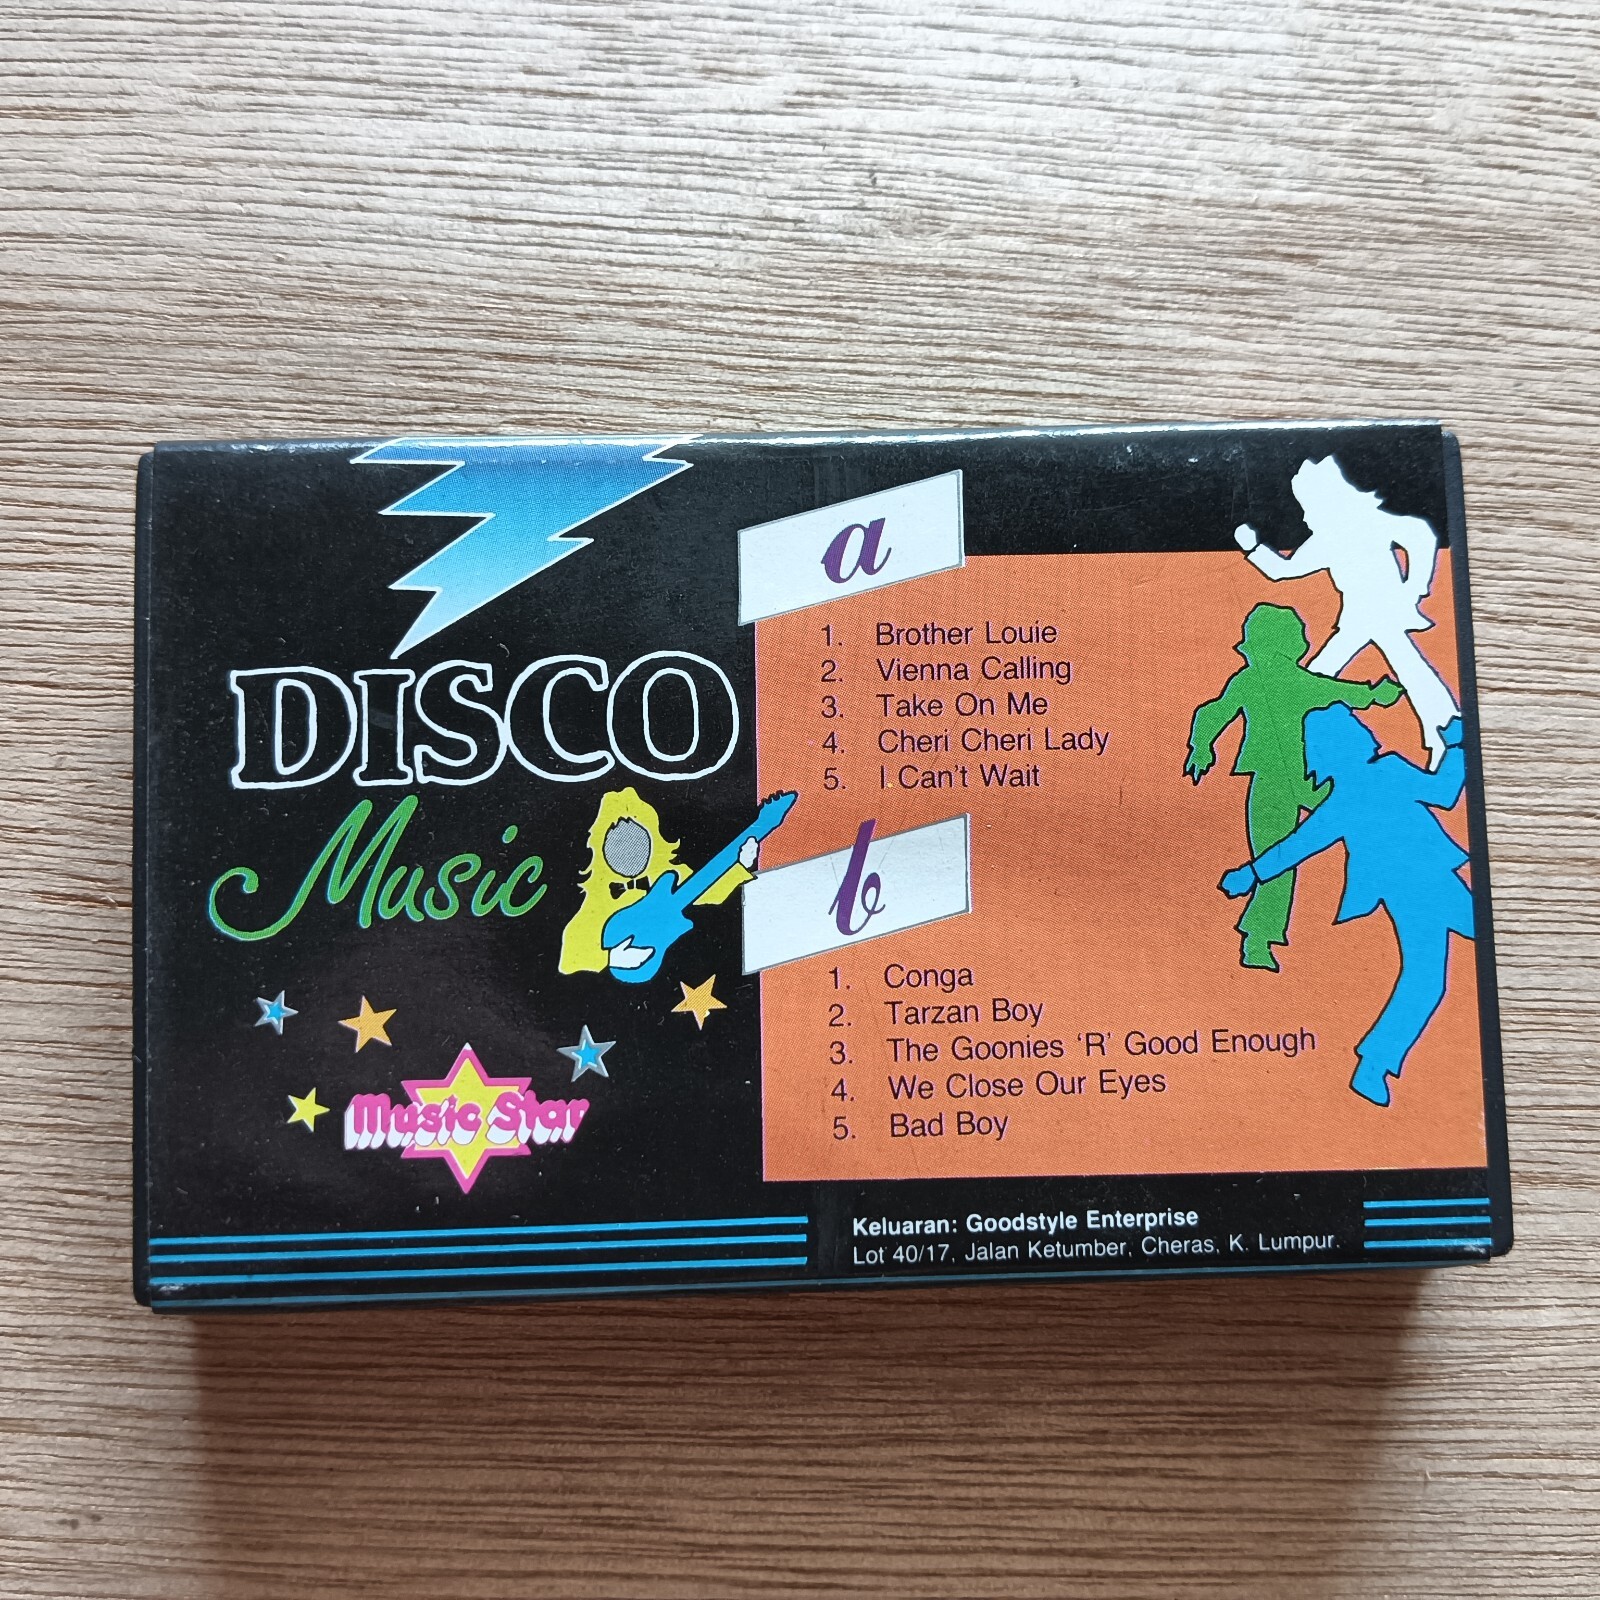 DISCO
Music
Music Star
a
1. Brother Louie
2. Vienna Calling
3. Take On Me
4. Cheri Cheri Lady
5. I Can't Wait
b
1. Conga
2. Tarzan Boy
3. The Goonies 'R' Good Enough
4. We Close Our Eyes
5. Bad Boy
Keluaran: Goodstyle Enterprise
Lot 40/17, Jalan Ketumber, Cheras, K. Lumpur.